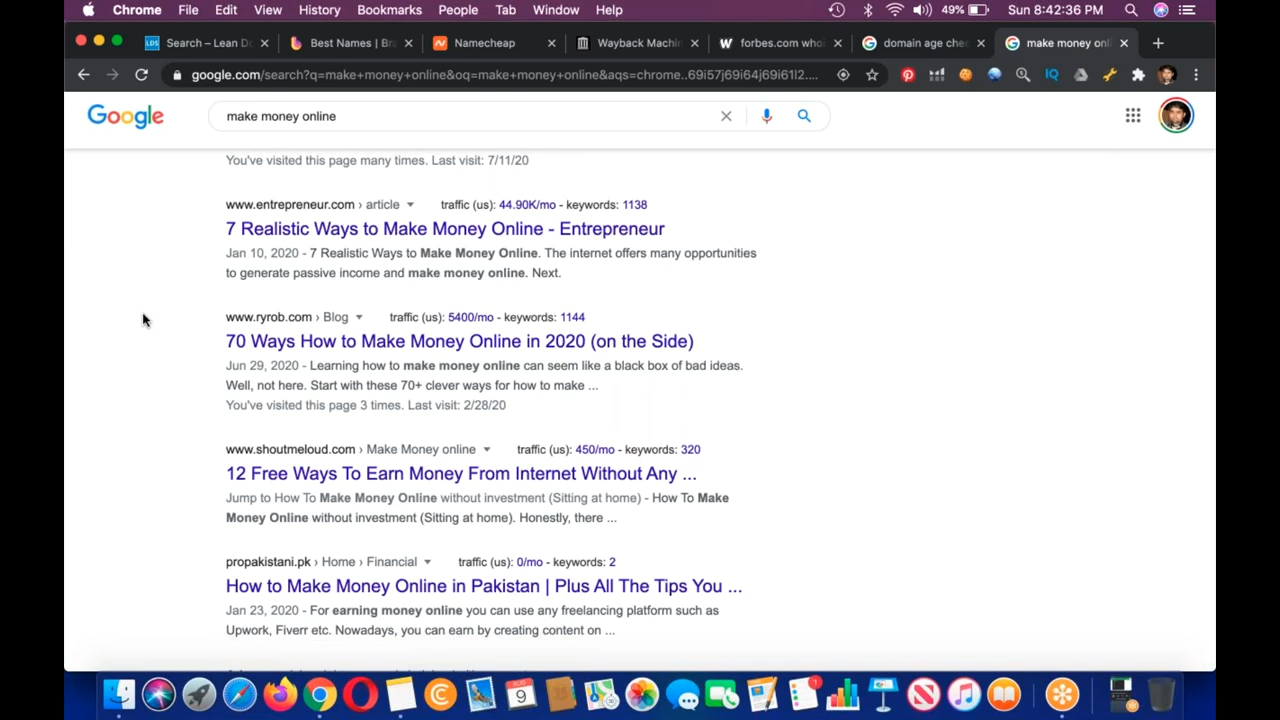 Chrome File Edit View History Bookmarks People Tab Window Help 49% Sun 8:42:36 PM
LDS Search – Lean D Best Names | Bra Namecheap Wayback Machin forbes.com who domain age che make money onl
google.com/search?q=make+money+online&oq=make+money+online&aqs=chrome..69i57j69i64j69i61l2....
IQ
Google make money online
You've visited this page many times. Last visit: 7/11/20
www.entrepreneur.com › article traffic (us): 44.90K/mo - keywords: 1138
7 Realistic Ways to Make Money Online - Entrepreneur
Jan 10, 2020 - 7 Realistic Ways to Make Money Online. The internet offers many opportunities
to generate passive income and make money online. Next.
www.ryrob.com › Blog traffic (us): 5400/mo - keywords: 1144
70 Ways How to Make Money Online in 2020 (on the Side)
Jun 29, 2020 - Learning how to make money online can seem like a black box of bad ideas.
Well, not here. Start with these 70+ clever ways for how to make ...
You've visited this page 3 times. Last visit: 2/28/20
www.shoutmeloud.com › Make Money online traffic (us): 450/mo - keywords: 320
12 Free Ways To Earn Money From Internet Without Any ...
Jump to How To Make Money Online without investment (Sitting at home) - How To Make
Money Online without investment (Sitting at home). Honestly, there ...
propakistani.pk › Home › Financial traffic (us): 0/mo - keywords: 2
How to Make Money Online in Pakistan | Plus All The Tips You ...
Jan 23, 2020 - For earning money online you can use any freelancing platform such as
Upwork, Fiverr etc. Nowadays, you can earn by creating content on ...
9 1